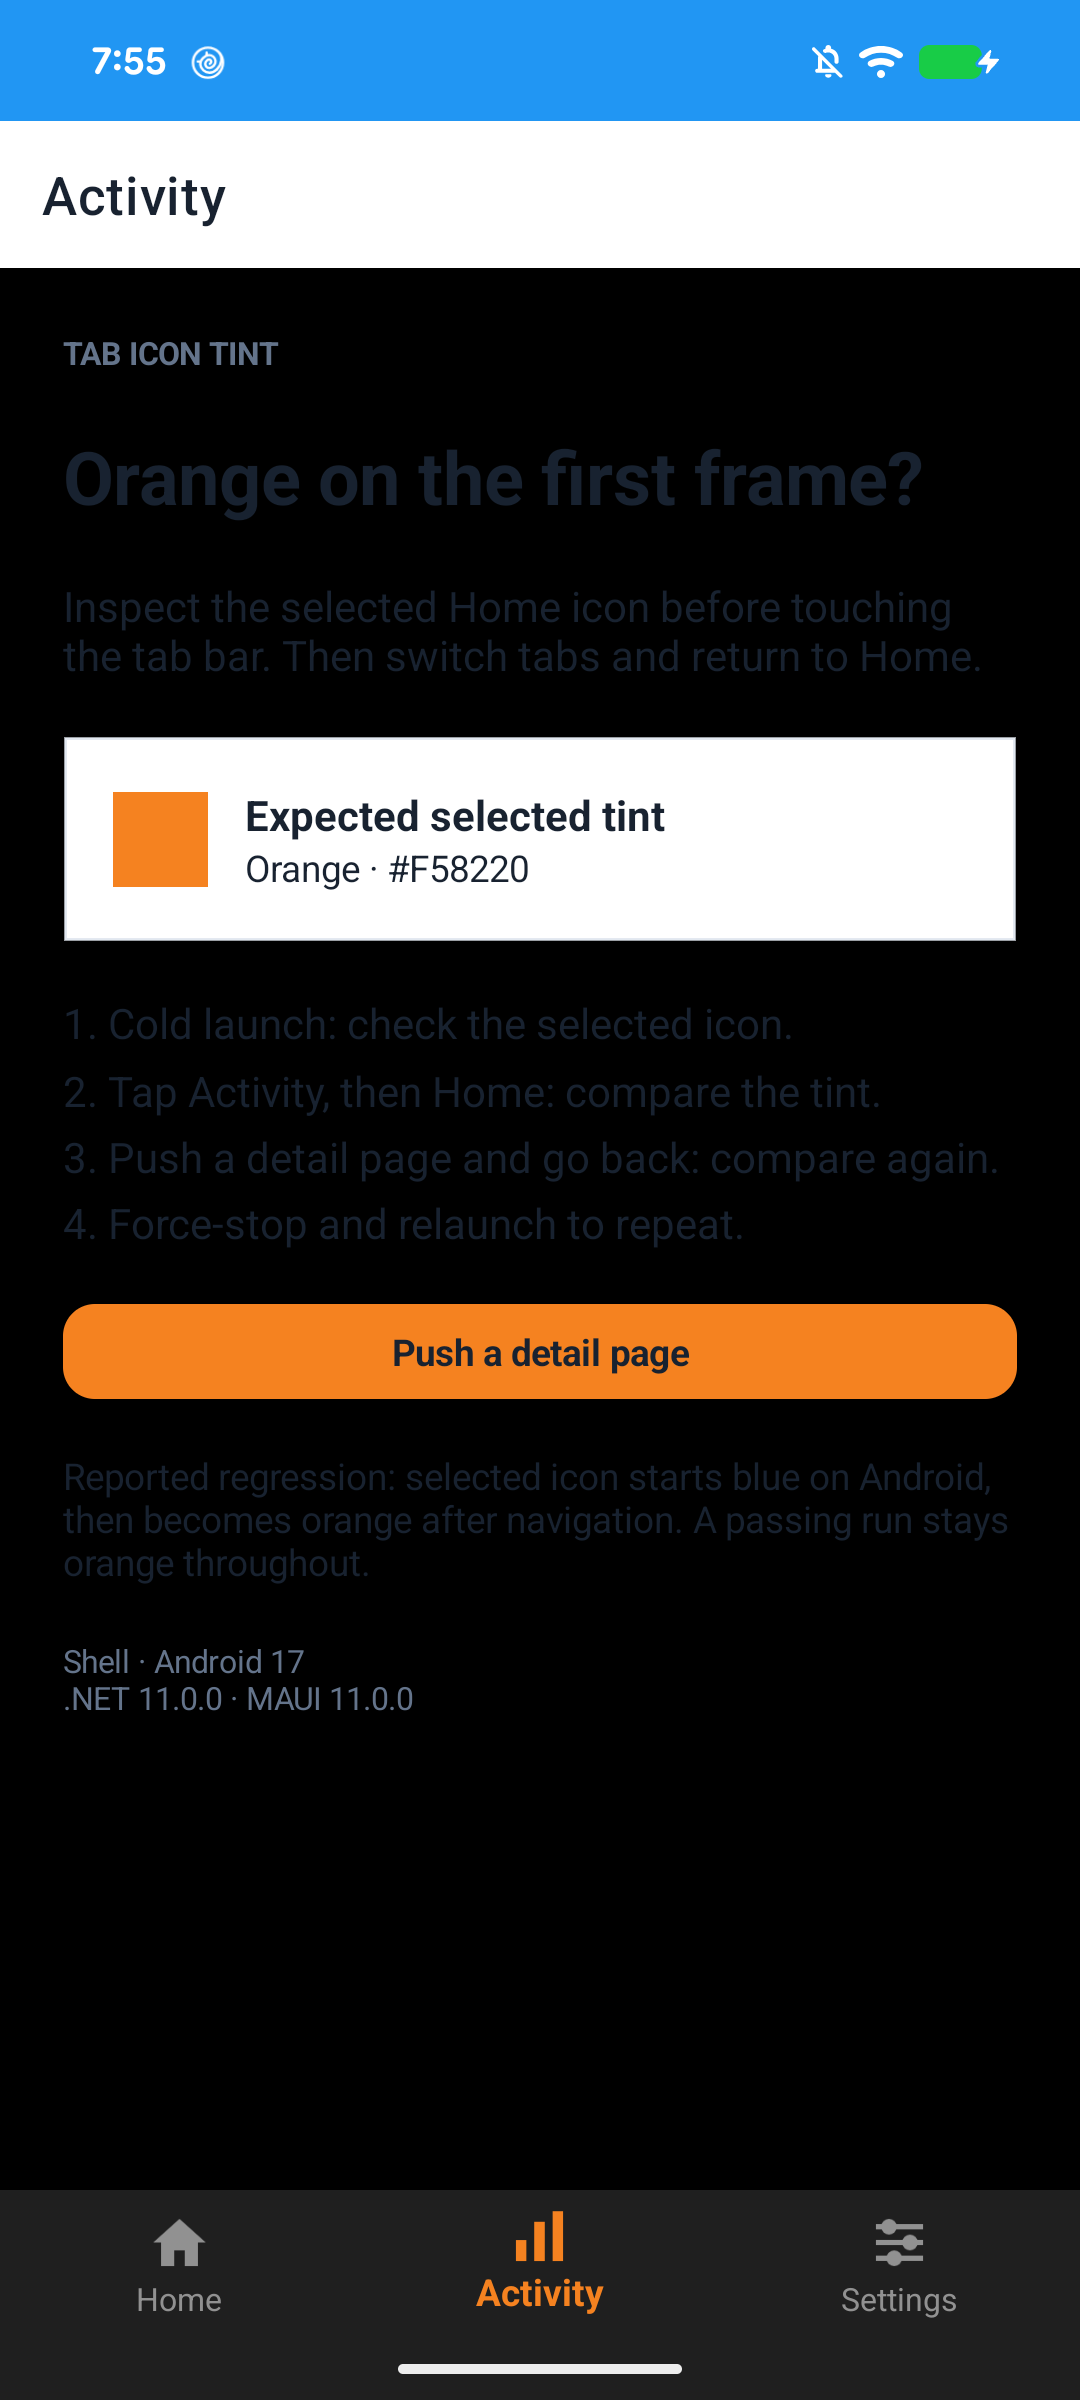 7:55
Activity
TAB ICON TINT
Orange on the first frame?
Inspect the selected Home icon before touching
the tab bar. Then switch tabs and return to Home.
Expected selected tint
Orange · #F58220
1. Cold launch: check the selected icon.
2. Tap Activity, then Home: compare the tint.
3. Push a detail page and go back: compare again.
4. Force-stop and relaunch to repeat.
Push a detail page
Reported regression: selected icon starts blue on Android,
then becomes orange after navigation. A passing run stays
orange throughout.
Shell · Android 17
.NET 11.0.0 · MAUI 11.0.0
Home
Activity
Settings